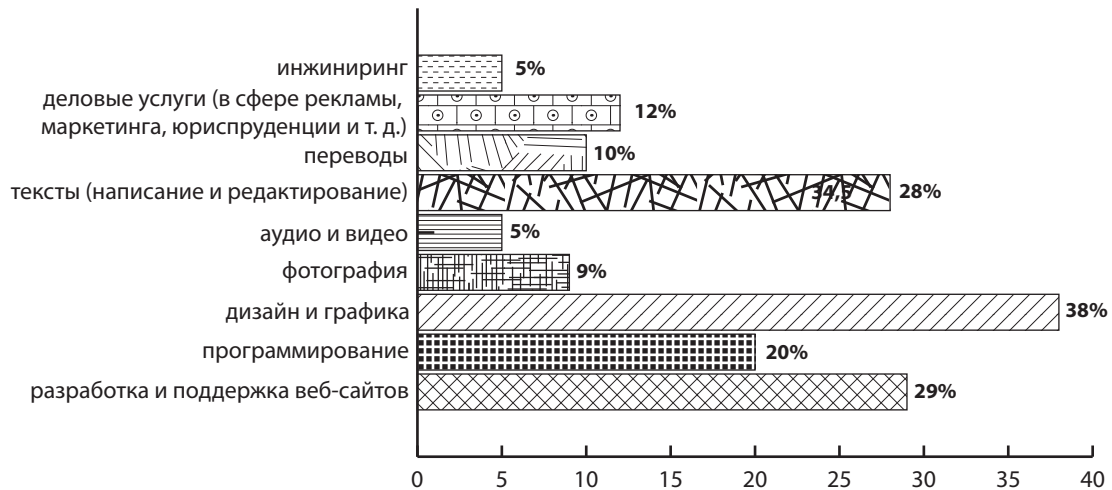 инжиниринг
5%
деловые услуги (в сфере рекламы,
маркетинга, юриспруденции и т. д.)
12%
переводы
10%
тексты (написание и редактирование)
34,5
28%
аудио и видео
5%
фотография
9%
дизайн и графика
38%
программирование
20%
разработка и поддержка веб-сайтов
29%
0 5 10 15 20 25 30 35 40